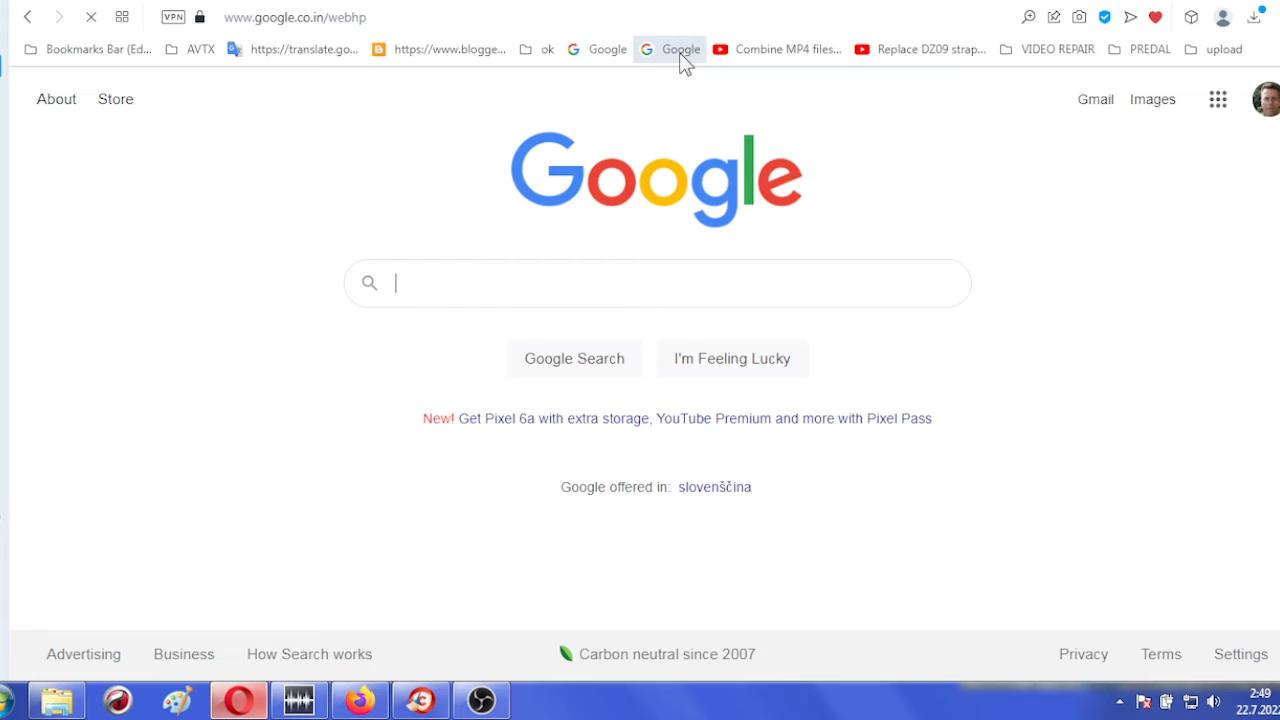 VPN www.google.co.in/webhp
Bookmarks Bar (Ed... AVTX https://translate.go... https://www.blogge... ok Google Google Combine MP4 files... Replace DZ09 strap... VIDEO REPAIR PREDAL upload
About Store Gmail Images
Google
Google Search I'm Feeling Lucky
New! Get Pixel 6a with extra storage, YouTube Premium and more with Pixel Pass
Google offered in: slovenščina
Advertising Business How Search works Carbon neutral since 2007 Privacy Terms Settings
2:49
22.7.202